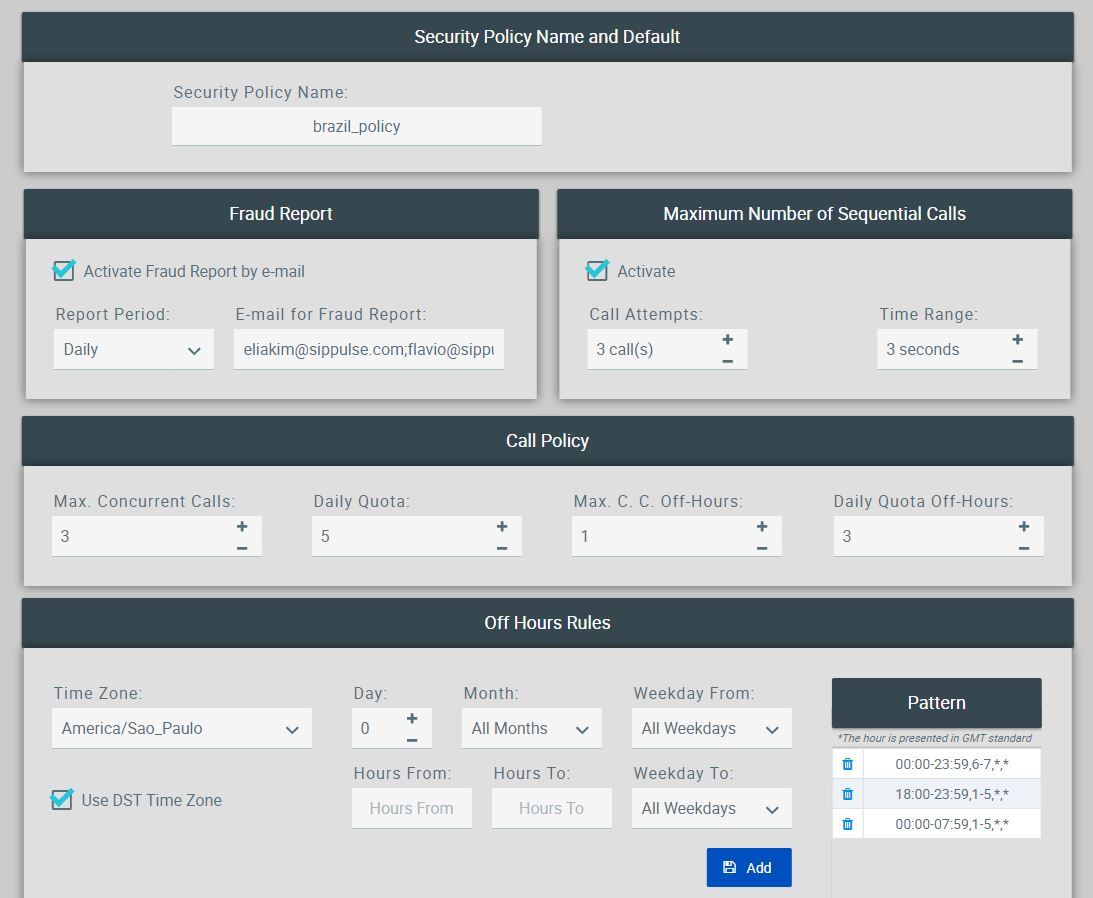 Security Policy Name and Default
Security Policy Name:
brazil_policy
Fraud Report
Activate Fraud Report by e-mail
Report Period:
E-mail for Fraud Report:
Daily
eliakim@sippulse.com;flavio@sippu
Maximum Number of Sequential Calls
Activate
Call Attempts:
Time Range:
3 call(s)
3 seconds
Call Policy
Max. Concurrent Calls:
Daily Quota:
Max. C. C. Off-Hours:
Daily Quota Off-Hours:
3
5
1
3
Off Hours Rules
Time Zone:
Day:
Month:
Weekday From:
America/Sao_Paulo
0
All Months
All Weekdays
Use DST Time Zone
Hours From:
Hours To:
Weekday To:
Hours From
Hours To
All Weekdays
Add
Pattern
*The hour is presented in GMT standard
00:00-23:59,6-7,*,*
18:00-23:59,1-5,*,*
00:00-07:59,1-5,*,*